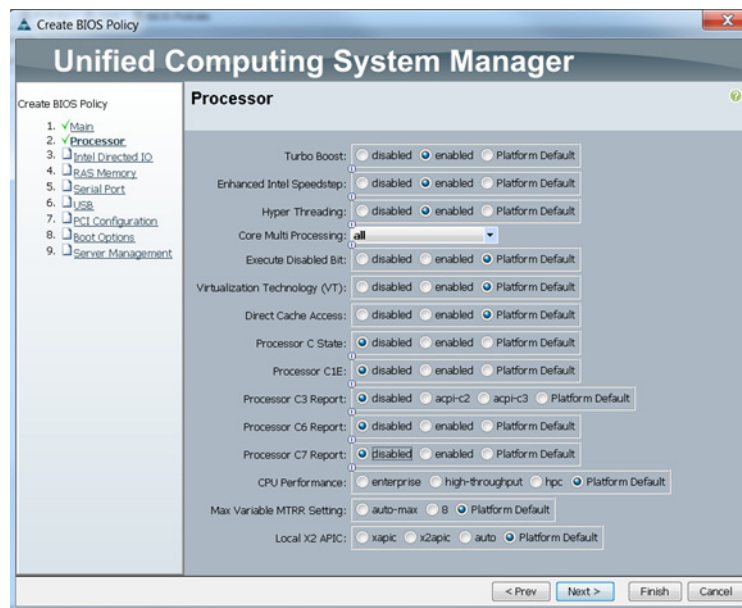 Create BIOS Policy
X
Unified Computing System Manager
Create BIOS Policy
1. √Main
2. √Processor
3. Intel Directed IO
4. RAS Memory
5. Serial Port
6. USB
7. PCI Configuration
8. Boot Options
9. Server Management
Processor
?
Turbo Boost: disabled enabled Platform Default
Enhanced Intel Speedstep: disabled enabled Platform Default
Hyper Threading: disabled enabled Platform Default
Core Multi Processing: all
Execute Disabled Bit: disabled enabled Platform Default
Virtualization Technology (VT): disabled enabled Platform Default
Direct Cache Access: disabled enabled Platform Default
Processor C State: disabled enabled Platform Default
Processor C1E: disabled enabled Platform Default
Processor C3 Report: disabled acpi-c2 acpi-c3 Platform Default
Processor C6 Report: disabled enabled Platform Default
Processor C7 Report: disabled enabled Platform Default
CPU Performance: enterprise high-throughput hpc Platform Default
Max Variable MTRR Setting: auto-max 8 Platform Default
Local X2 APIC: xapic x2apic auto Platform Default
< Prev Next > Finish Cancel